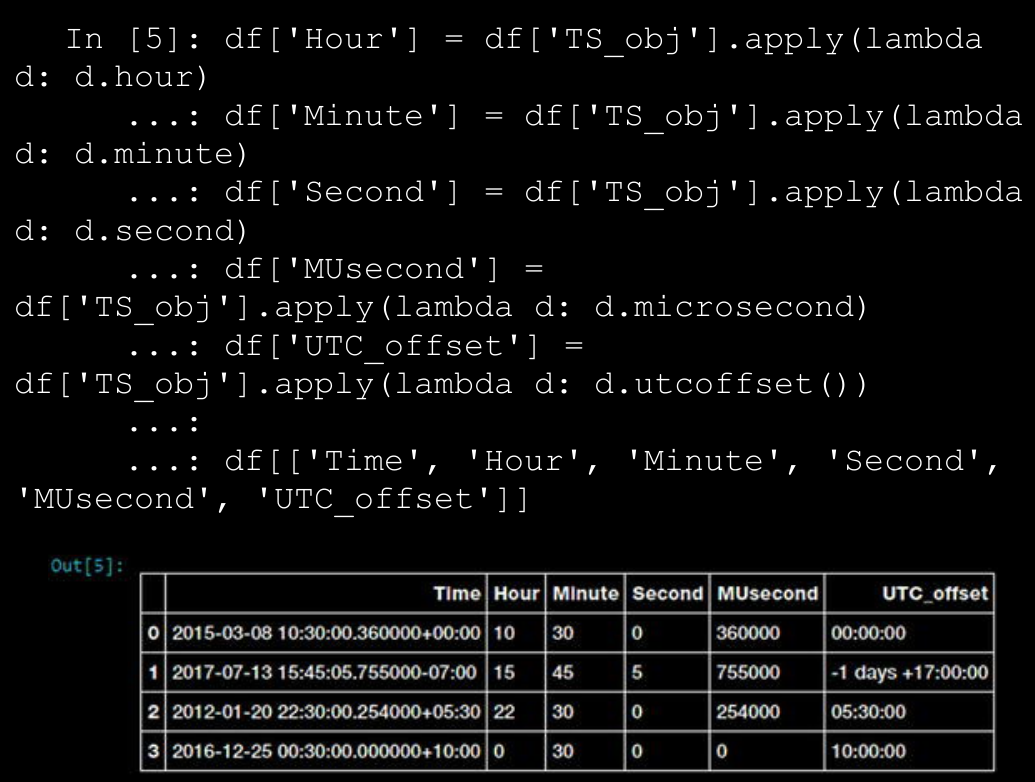 In [5]: df['Hour'] = df['TS_obj'].apply(lambda
d: d.hour)
...: df['Minute'] = df['TS_obj'].apply(lambda
d: d.minute)
...: df['Second'] = df['TS_obj'].apply(lambda
d: d.second)
...: df['MUsecond'] =
df['TS_obj'].apply(lambda d: d.microsecond)
...: df['UTC_offset'] =
df['TS_obj'].apply(lambda d: d.utcoffset())
...:
...: df[['Time', 'Hour', 'Minute', 'Second',
'MUsecond', 'UTC_offset']]
Out[5]:
Time Hour Minute Second MUsecond UTC_offset
0 2015-03-08 10:30:00.360000+00:00 10 30 0 360000 00:00:00
1 2017-07-13 15:45:05.755000-07:00 15 45 5 755000 -1 days +17:00:00
2 2012-01-20 22:30:00.254000+05:30 22 30 0 254000 05:30:00
3 2016-12-25 00:30:00.000000+10:00 0 30 0 0 10:00:00